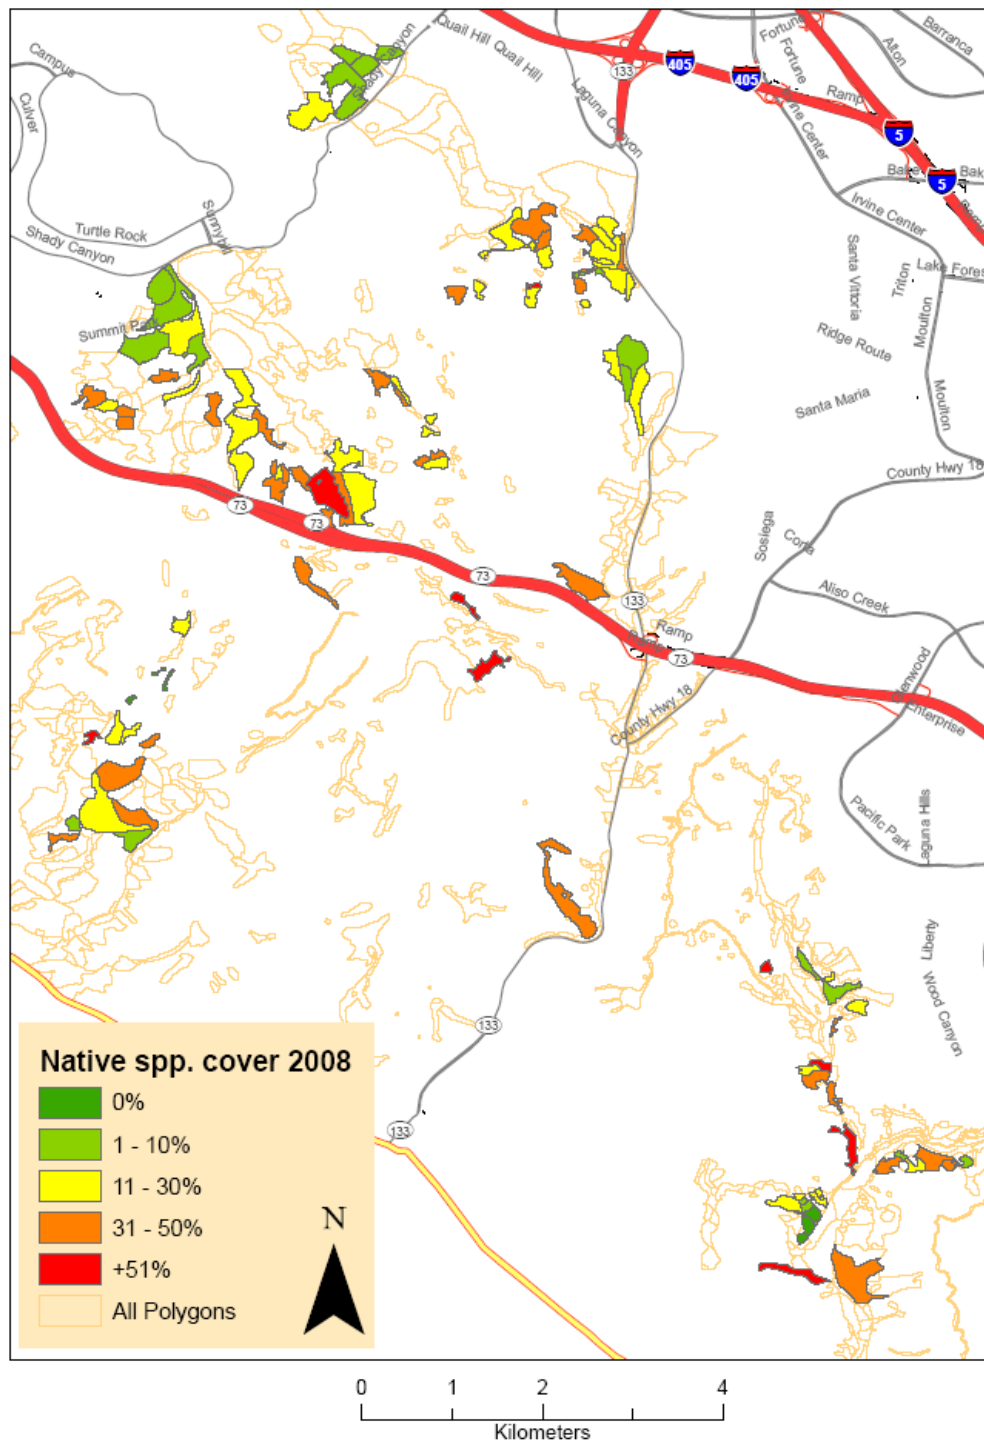 Quail Hill
Quail Hill
133
405
405
Fortune
Fortune
Alton
Barranca
Campus
Culver
Shady Canyon
Laguna Canyon
Ramp
Irvine Center
5
5
Bake
Bak
Irvine Center
Turtle Rock
Shady Canyon
Sunnyhill
Santa Vittoria
Triton
Lake Fores
Moulton
Summit Park
Ridge Route
Santa Maria
Moulton
County Hwy 18
73
73
73
Sosiega
Corta
133
Aliso Creek
Ramp
73
Glenwood
Enterprise
County Hwy 18
Pacific Park
Laguna Hills
Liberty
Wood Canyon
133
133
Native spp. cover 2008
0%
1 - 10%
11 - 30%
31 - 50%
+51%
All Polygons
N
0 1 2 4
Kilometers